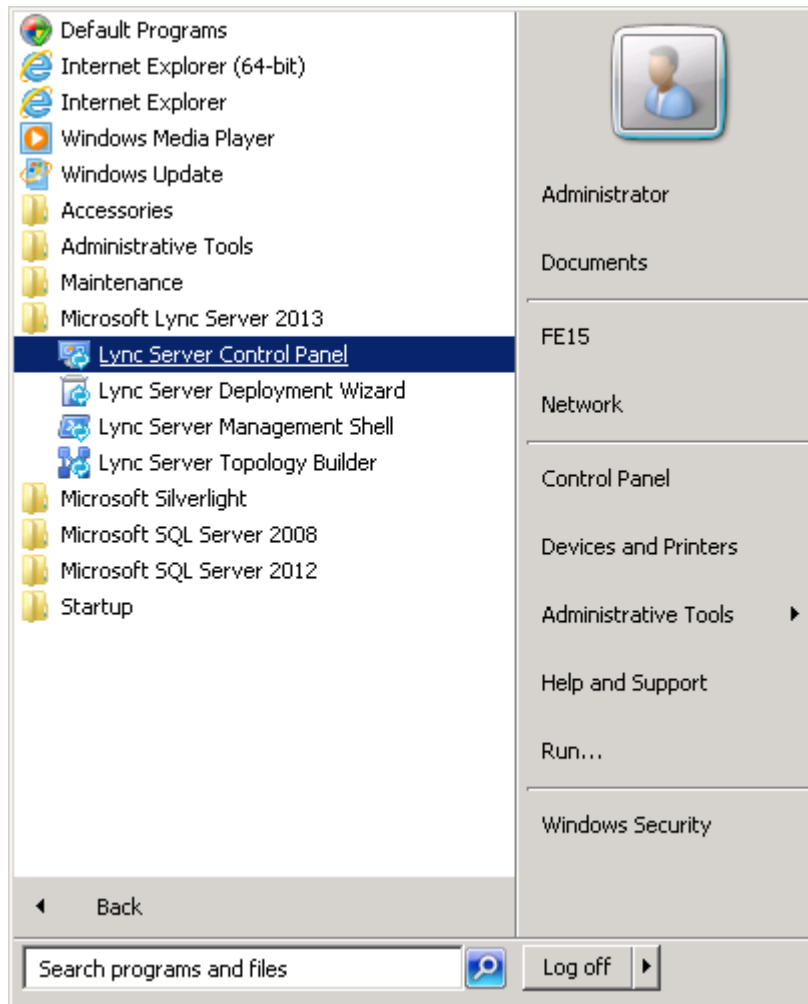 Default Programs
Internet Explorer (64-bit)
Internet Explorer
Windows Media Player
Windows Update
Accessories
Administrative Tools
Maintenance
Microsoft Lync Server 2013
Lync Server Control Panel
Lync Server Deployment Wizard
Lync Server Management Shell
Lync Server Topology Builder
Microsoft Silverlight
Microsoft SQL Server 2008
Microsoft SQL Server 2012
Startup
Back
Search programs and files
Administrator
Documents
FE15
Network
Control Panel
Devices and Printers
Administrative Tools
Help and Support
Run...
Windows Security
Log off